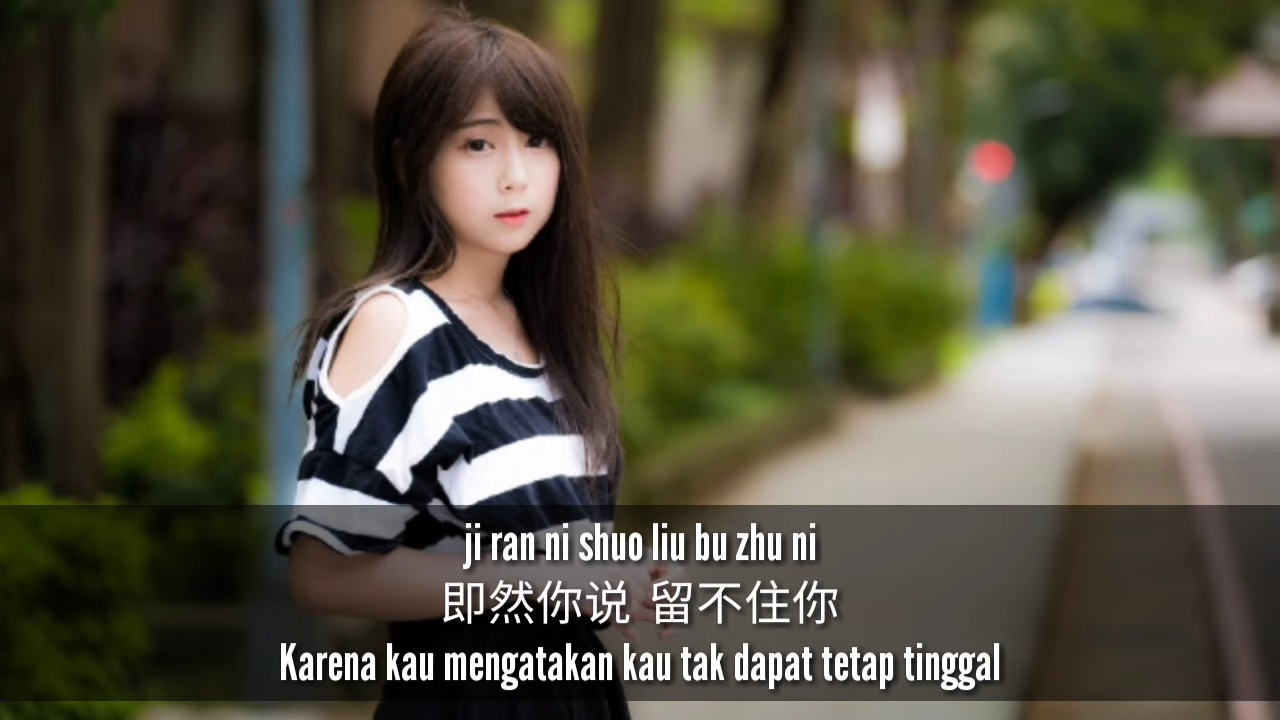 ji ran ni shuo liu bu zhu ni
即然你说 留不住你
Karena kau mengatakan kau tak dapat tetap tinggal